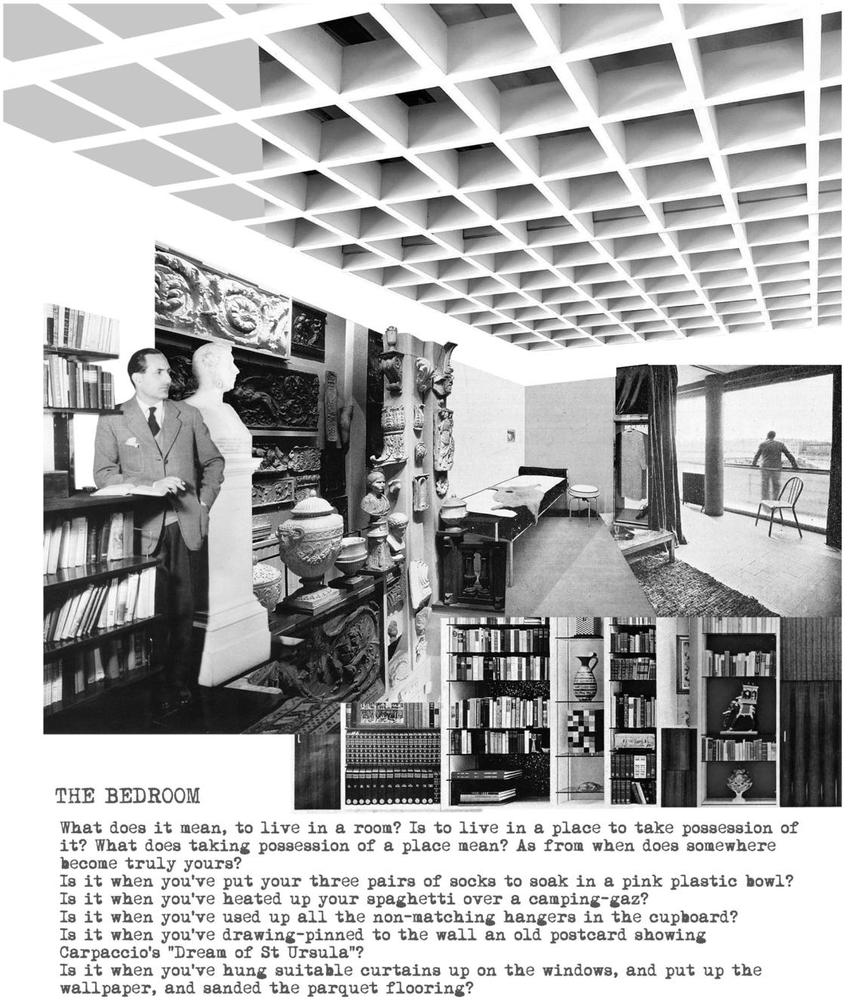 THE BEDROOM
What does it mean, to live in a room? Is to live in a place to take possession of
it? What does taking possession of a place mean? As from when does somewhere
become truly yours?
Is it when you've put your three pairs of socks to soak in a pink plastic bowl?
Is it when you've heated up your spaghetti over a camping-gaz?
Is it when you've used up all the non-matching hangers in the cupboard?
Is it when you've drawing-pinned to the wall an old postcard showing
Carpaccio's "Dream of St Ursula"?
Is it when you've hung suitable curtains up on the windows, and put up the
wallpaper, and sanded the parquet flooring?